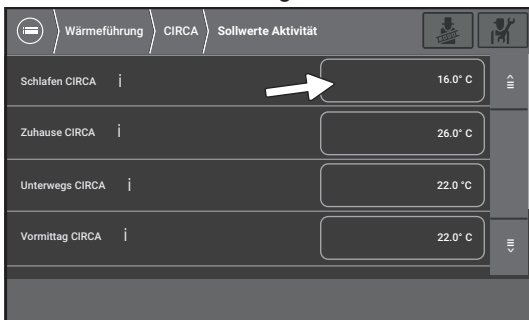 Wärmeführung CIRCA Sollwerte Aktivität
Schlafen CIRCA i 16.0° C
Zuhause CIRCA i 26.0° C
Unterwegs CIRCA i 22.0 °C
Vormittag CIRCA i 22.0° C